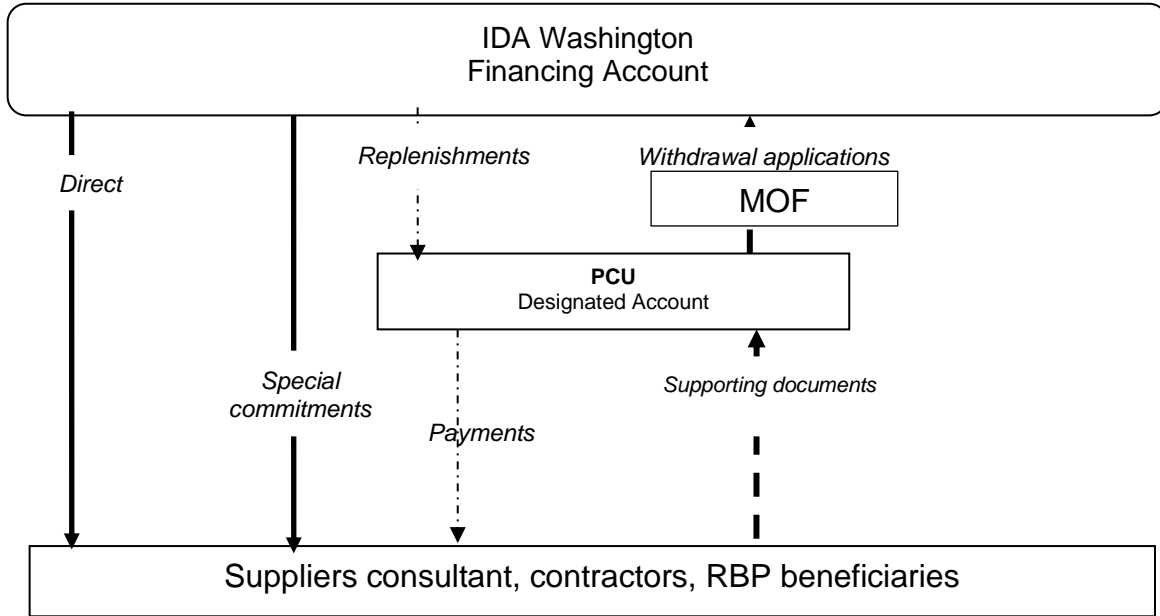 IDA Washington
Financing Account
Replenishments
Withdrawal applications
Direct
MOF
PCU
Designated Account
Special
commitments
Supporting documents
Payments
Suppliers consultant, contractors, RBP beneficiaries